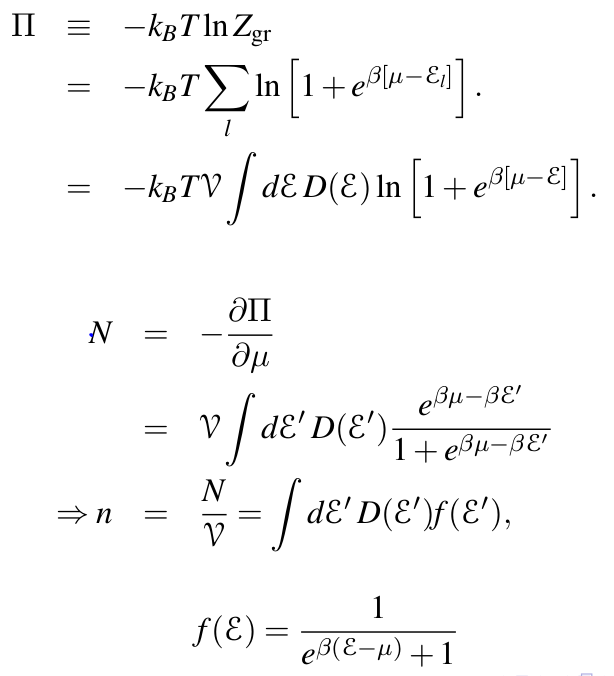 Π ≡ −k_B T ln Z_gr
= −k_B T ∑_l ln [1 + e^{β[μ−ℰ_l]}] .
= −k_B T 𝒱 ∫ dℰ D(ℰ) ln [1 + e^{β[μ−ℰ]}] .
N = −∂Π/∂μ
= 𝒱 ∫ dℰ′ D(ℰ′) e^{βμ−βℰ′}/(1 + e^{βμ−βℰ′})
⇒ n = N/𝒱 = ∫ dℰ′ D(ℰ′) f(ℰ′),
f(ℰ) = 1/(e^{β(ℰ−μ)} + 1)